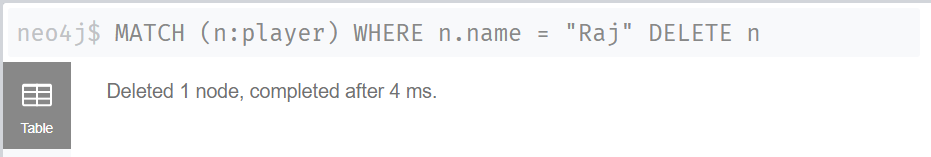 neo4j$ MATCH (n:player) WHERE n.name = "Raj" DELETE n
Deleted 1 node, completed after 4 ms.
Table